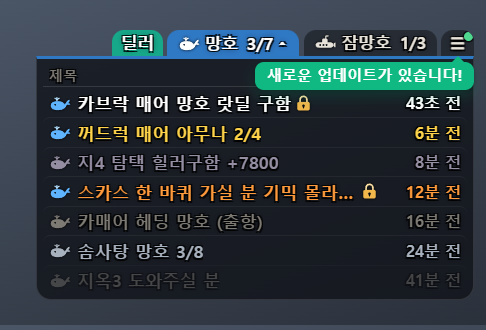 딜러 망호 3/7 잠망호 1/3
제목
새로운 업데이트가 있습니다!
카브락 매어 망호 랏딜 구함 43초 전
꺼드럭 매어 아무나 2/4 6분 전
지4 탐택 힐러구함 +7800 8분 전
스카스 한 바퀴 가실 분 기믹 몰라... 12분 전
카매어 헤딩 망호 (출항) 16분 전
솜사탕 망호 3/8 24분 전
지옥3 도와주실 분 41분 전